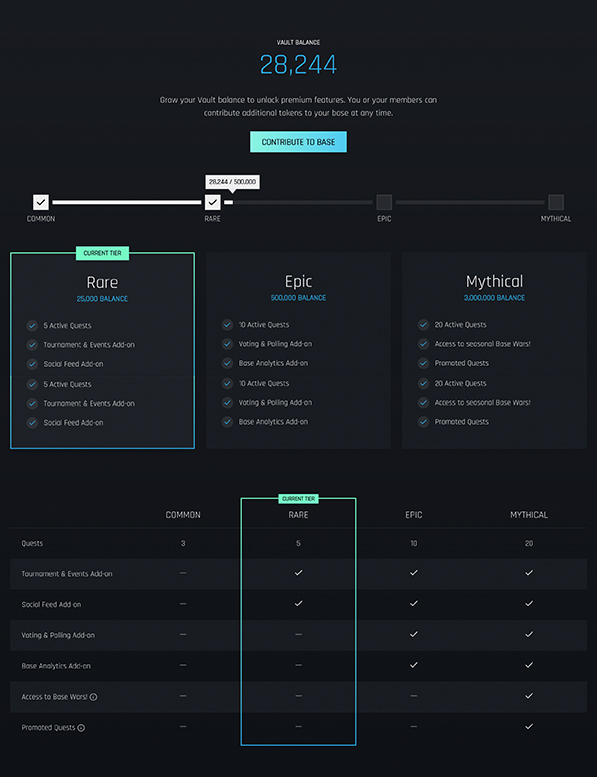 VAULT BALANCE
28,244
Grow your Vault balance to unlock premium features. You or your members can
contribute additional tokens to your base at any time.
CONTRIBUTE TO BASE
28,244 / 500,000
COMMON RARE EPIC MYTHICAL
CURRENT TIER
Rare
25,000 BALANCE
5 Active Quests
Tournament & Events Add-on
Social Feed Add-on
5 Active Quests
Tournament & Events Add-on
Social Feed Add-on
Epic
500,000 BALANCE
10 Active Quests
Voting & Polling Add-on
Base Analytics Add-on
10 Active Quests
Voting & Polling Add-on
Base Analytics Add-on
Mythical
3,000,000 BALANCE
20 Active Quests
Access to seasonal Base Wars!
Promoted Quests
20 Active Quests
Access to seasonal Base Wars!
Promoted Quests
CURRENT TIER
COMMON RARE EPIC MYTHICAL
Quests 3 5 10 20
Tournament & Events Add-on
Social Feed Add-on
Voting & Polling Add-on
Base Analytics Add-on
Access to Base Wars!
Promoted Quests